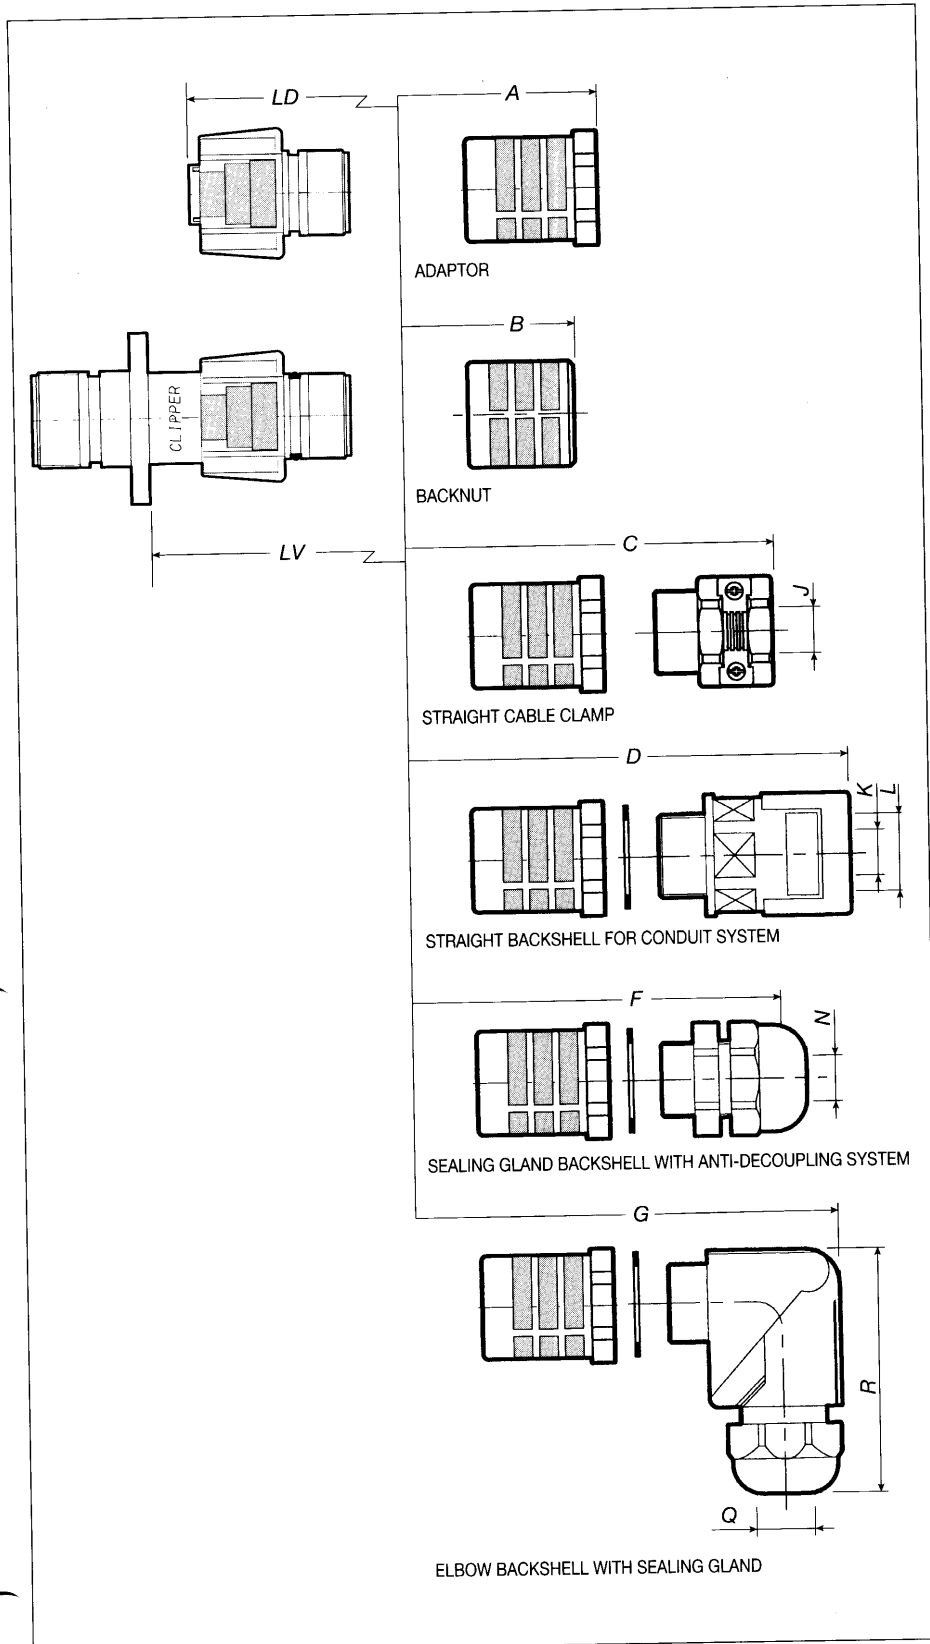 LD
A
ADAPTOR
B
CLIPPER
BACKNUT
LV
C
J
STRAIGHT CABLE CLAMP
D
K
L
STRAIGHT BACKSHELL FOR CONDUIT SYSTEM
F
N
SEALING GLAND BACKSHELL WITH ANTI-DECOUPLING SYSTEM
G
R
Q
ELBOW BACKSHELL WITH SEALING GLAND